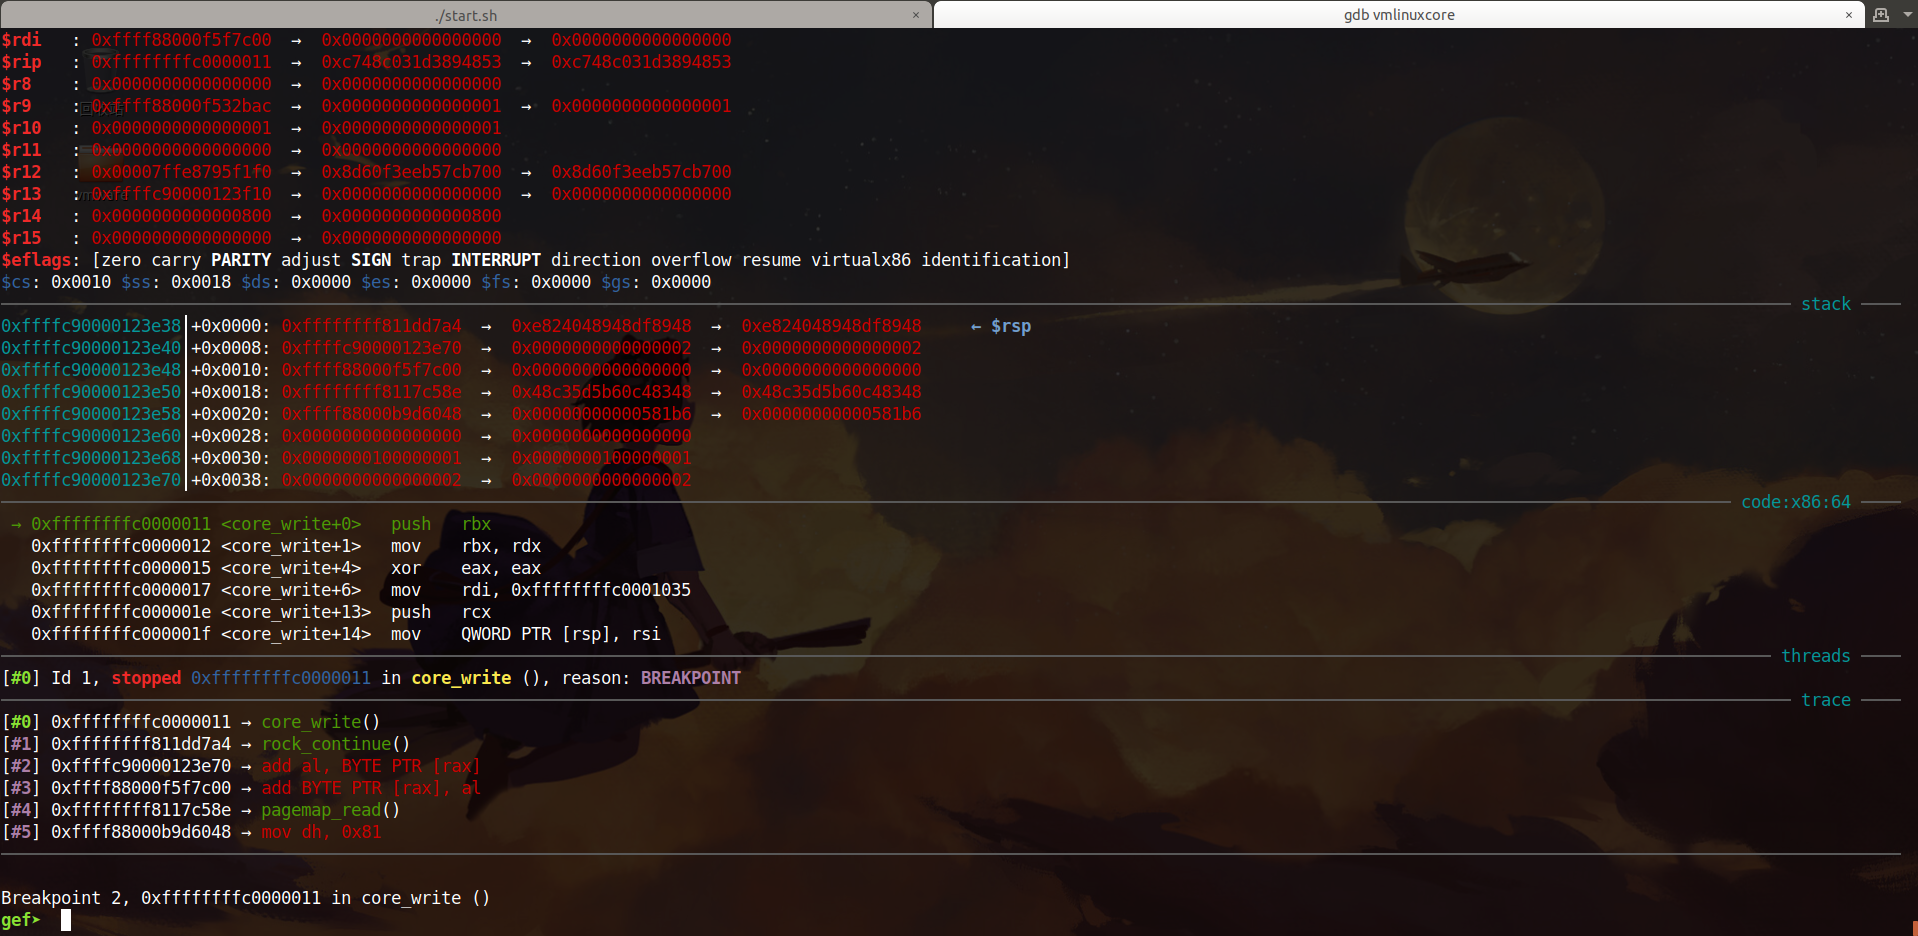 ./start.sh × gdb vmlinuxcore ×
$rdi : 0xffff88000f5f7c00 → 0x0000000000000000 → 0x0000000000000000
$rip : 0xffffffffc0000011 → 0xc748c031d3894853 → 0xc748c031d3894853
$r8 : 0x0000000000000000 → 0x0000000000000000
$r9 : 0xffff88000f532bac → 0x0000000000000001 → 0x0000000000000001
$r10 : 0x0000000000000001 → 0x0000000000000001
$r11 : 0x0000000000000000 → 0x0000000000000000
$r12 : 0x00007ffe8795f1f0 → 0x8d60f3eeb57cb700 → 0x8d60f3eeb57cb700
$r13 : 0xffffc90000123f10 → 0x0000000000000000 → 0x0000000000000000
$r14 : 0x0000000000000800 → 0x0000000000000800
$r15 : 0x0000000000000000 → 0x0000000000000000
$eflags: [zero carry PARITY adjust SIGN trap INTERRUPT direction overflow resume virtualx86 identification]
$cs: 0x0010 $ss: 0x0018 $ds: 0x0000 $es: 0x0000 $fs: 0x0000 $gs: 0x0000
stack
0xffffc90000123e38│+0x0000: 0xffffffff811dd7a4 → 0xe824048948df8948 → 0xe824048948df8948 ← $rsp
0xffffc90000123e40│+0x0008: 0xffffc90000123e70 → 0x0000000000000002 → 0x0000000000000002
0xffffc90000123e48│+0x0010: 0xffff88000f5f7c00 → 0x0000000000000000 → 0x0000000000000000
0xffffc90000123e50│+0x0018: 0xffffffff8117c58e → 0x48c35d5b60c48348 → 0x48c35d5b60c48348
0xffffc90000123e58│+0x0020: 0xffff88000b9d6048 → 0x00000000000581b6 → 0x00000000000581b6
0xffffc90000123e60│+0x0028: 0x0000000000000000 → 0x0000000000000000
0xffffc90000123e68│+0x0030: 0x0000000100000001 → 0x0000000100000001
0xffffc90000123e70│+0x0038: 0x0000000000000002 → 0x0000000000000002
code:x86:64
→ 0xffffffffc0000011 <core_write+0> push rbx
0xffffffffc0000012 <core_write+1> mov rbx, rdx
0xffffffffc0000015 <core_write+4> xor eax, eax
0xffffffffc0000017 <core_write+6> mov rdi, 0xffffffffc0001035
0xffffffffc000001e <core_write+13> push rcx
0xffffffffc000001f <core_write+14> mov QWORD PTR [rsp], rsi
threads
[#0] Id 1, stopped 0xffffffffc0000011 in core_write (), reason: BREAKPOINT
trace
[#0] 0xffffffffc0000011 → core_write()
[#1] 0xffffffff811dd7a4 → rock_continue()
[#2] 0xffffc90000123e70 → add al, BYTE PTR [rax]
[#3] 0xffff88000f5f7c00 → add BYTE PTR [rax], al
[#4] 0xffffffff8117c58e → pagemap_read()
[#5] 0xffff88000b9d6048 → mov dh, 0x81
Breakpoint 2, 0xffffffffc0000011 in core_write ()
gef➤